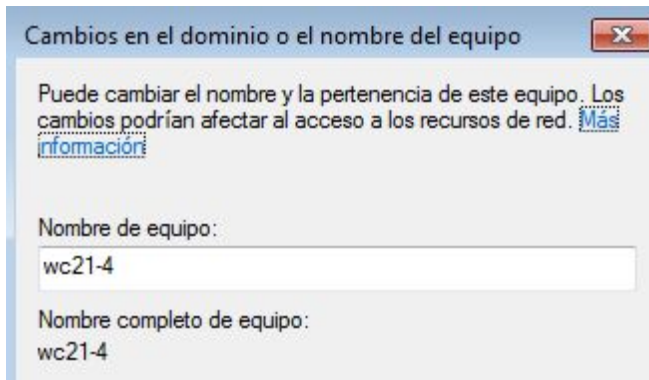 Cambios en el dominio o el nombre del equipo
Puede cambiar el nombre y la pertenencia de este equipo. Los
cambios podrían afectar al acceso a los recursos de red. Más
nformación
Nombre de equipo:
wc21-4
Nombre completo de equipo:
wc21-4